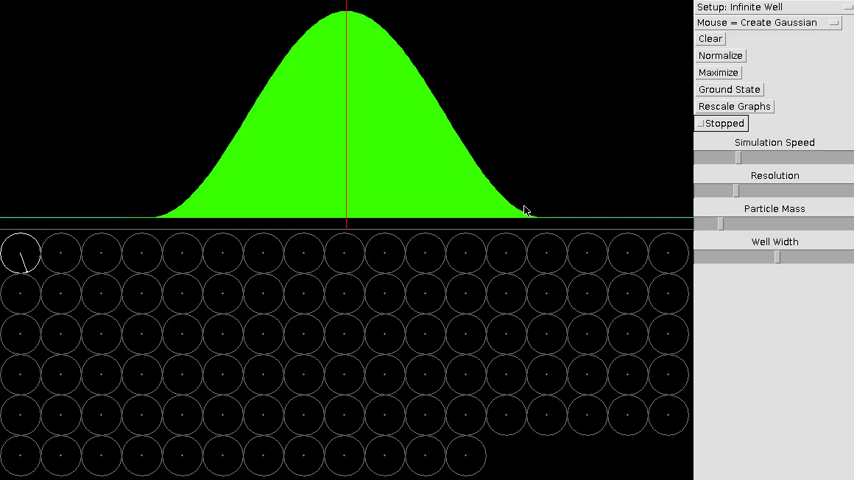 Setup: Infinite Well
Mouse = Create Gaussian
Clear
Normalize
Maximize
Ground State
Rescale Graphs
Stopped
Simulation Speed
Resolution
Particle Mass
Well Width